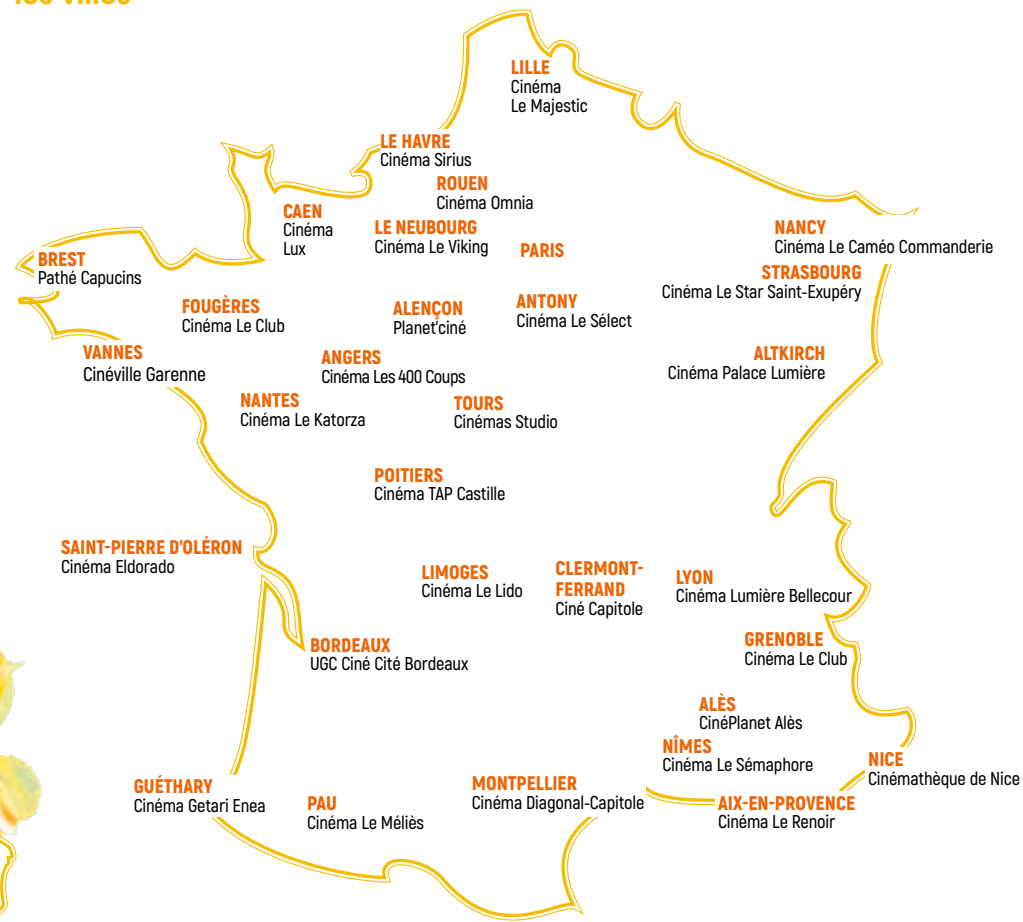 les villes
LILLE
Cinéma
Le Majestic
LE HAVRE
Cinéma Sirius
ROUEN
Cinéma Omnia
CAEN
Cinéma
Lux
LE NEUBOURG
Cinéma Le Viking
PARIS
NANCY
Cinéma Le Caméo Commanderie
BREST
Pathé Capucins
STRASBOURG
Cinéma Le Star Saint-Exupéry
FOUGÈRES
Cinéma Le Club
ALENÇON
Planet'ciné
ANTONY
Cinéma Le Sélect
VANNES
Cinéville Garenne
ANGERS
Cinéma Les 400 Coups
ALTKIRCH
Cinéma Palace Lumière
NANTES
Cinéma Le Katorza
TOURS
Cinémas Studio
POITIERS
Cinéma TAP Castille
SAINT-PIERRE D'OLÉRON
Cinéma Eldorado
LIMOGES
Cinéma Le Lido
CLERMONT-
FERRAND
Ciné Capitole
LYON
Cinéma Lumière Bellecour
BORDEAUX
UGC Ciné Cité Bordeaux
GRENOBLE
Cinéma Le Club
ALÈS
CinéPlanet Alès
NÎMES
Cinéma Le Sémaphore
NICE
Cinémathèque de Nice
GUÉTHARY
Cinéma Getari Enea
PAU
Cinéma Le Méliès
MONTPELLIER
Cinéma Diagonal-Capitole
AIX-EN-PROVENCE
Cinéma Le Renoir